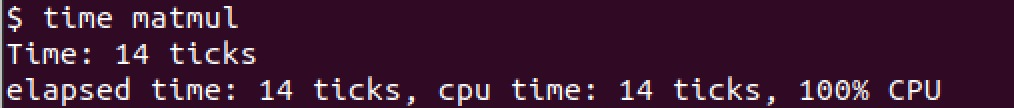 $ time matmul
Time: 14 ticks
elapsed time: 14 ticks, cpu time: 14 ticks, 100% CPU